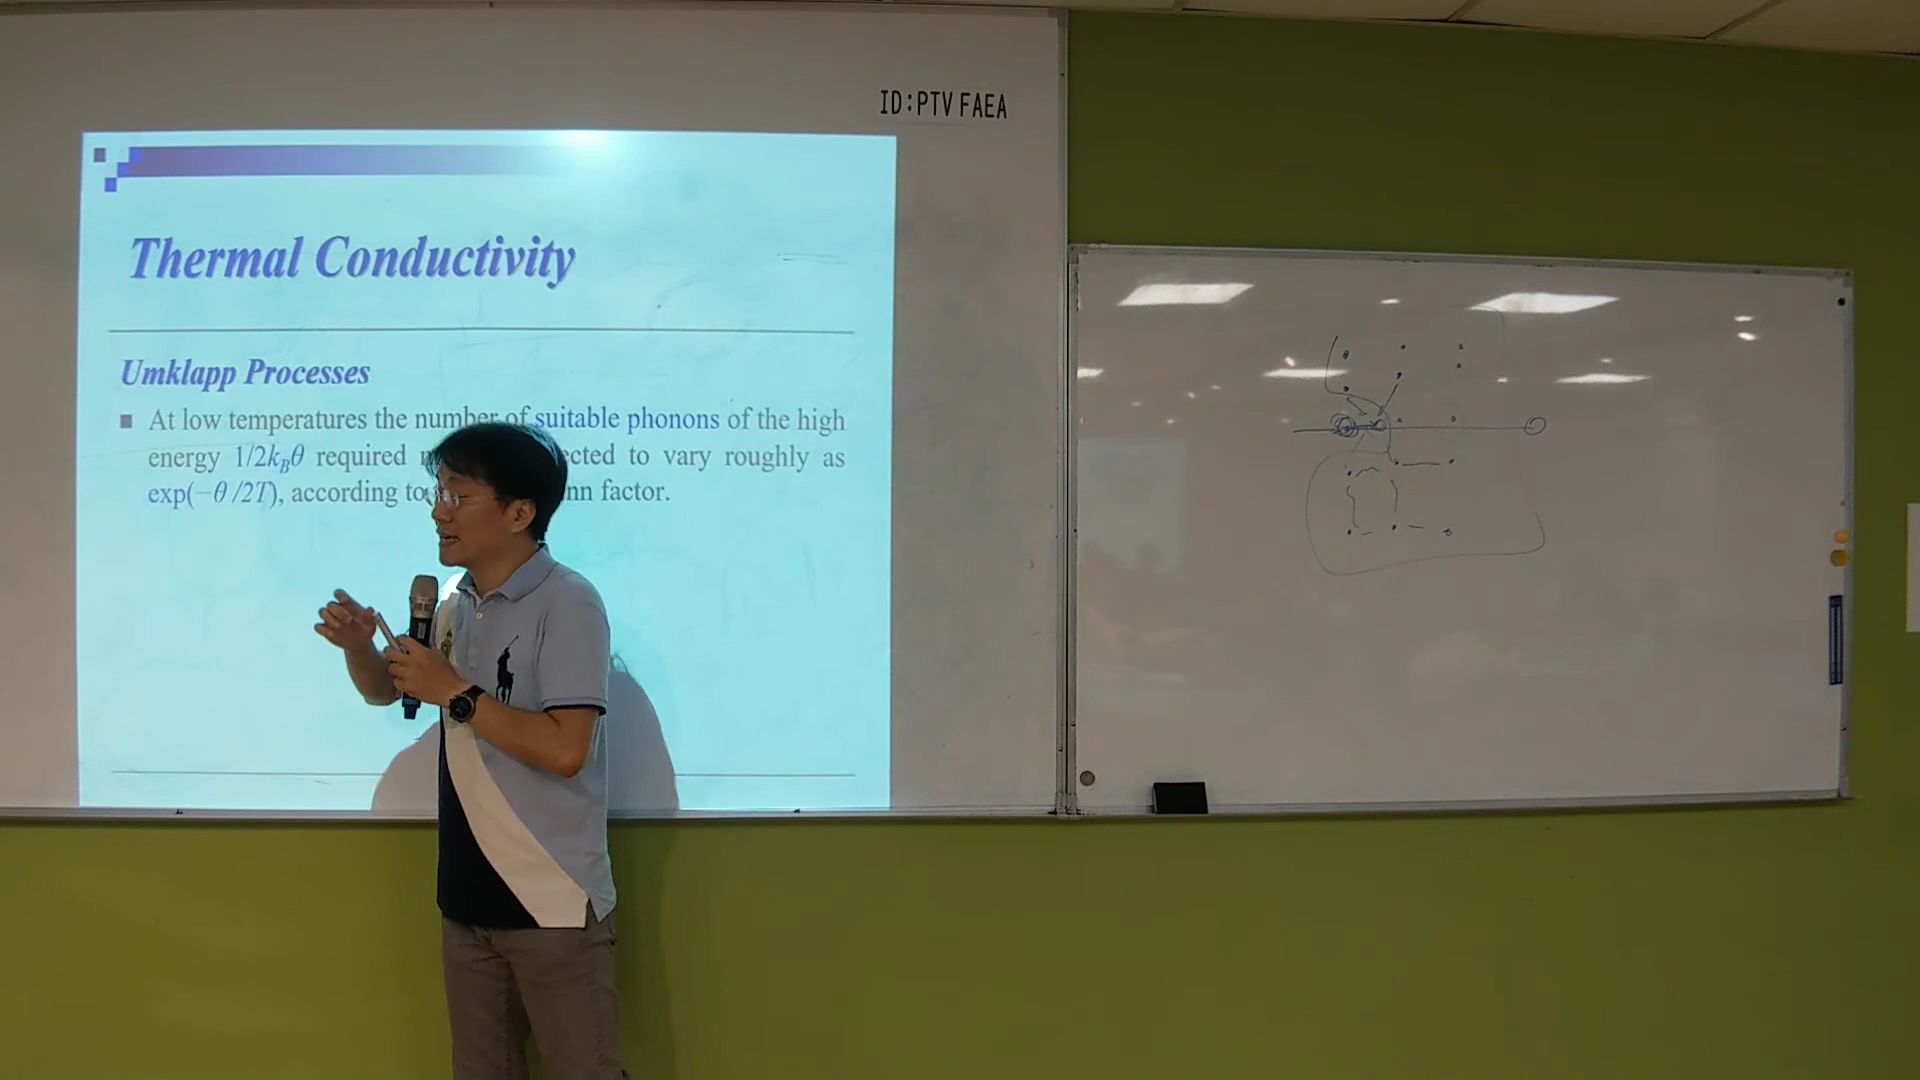 ID:PTV FAEA
Thermal Conductivity
Umklapp Processes
At low temperatures the number of suitable phonons of the high
energy 1/2k_Bθ required cted to vary roughly as
exp(−θ/2T), according to nn factor.